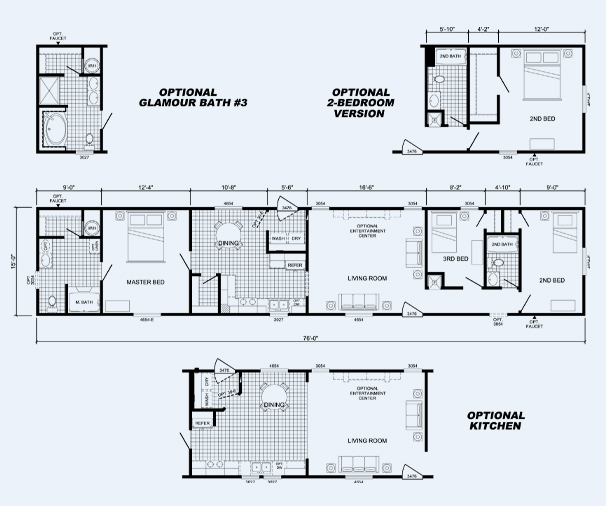 OPT.
FAUCET
W/H
3027
OPTIONAL
GLAMOUR BATH #3
OPTIONAL
2-BEDROOM
VERSION
5'-10" 4'-2" 12'-0"
2ND BATH
2ND BED
3476 3054
OPT.
FAUCET
OPT.
FAUCET
9'-0" 12'-4" 10'-8" 5'-6" 16'-6" 8'-2" 4'-10" 9'-0"
4654 3476 3054 3054
15'-0"
W/H
M. BATH
MASTER BED
DINING
WASH DRY
REFER
OPTIONAL
ENTERTAINMENT
CENTER
LIVING ROOM
3RD BED
2ND BATH
2ND BED
4654-E 3027 4654 3476
OPT.
3054
OPT.
FAUCET
76'-0"
3476 4654 3054 3054
WASH DRY
REFER
DINING
OPTIONAL
ENTERTAINMENT
CENTER
LIVING ROOM
OPT.
DW
3027 3027 4654 3476
OPTIONAL
KITCHEN